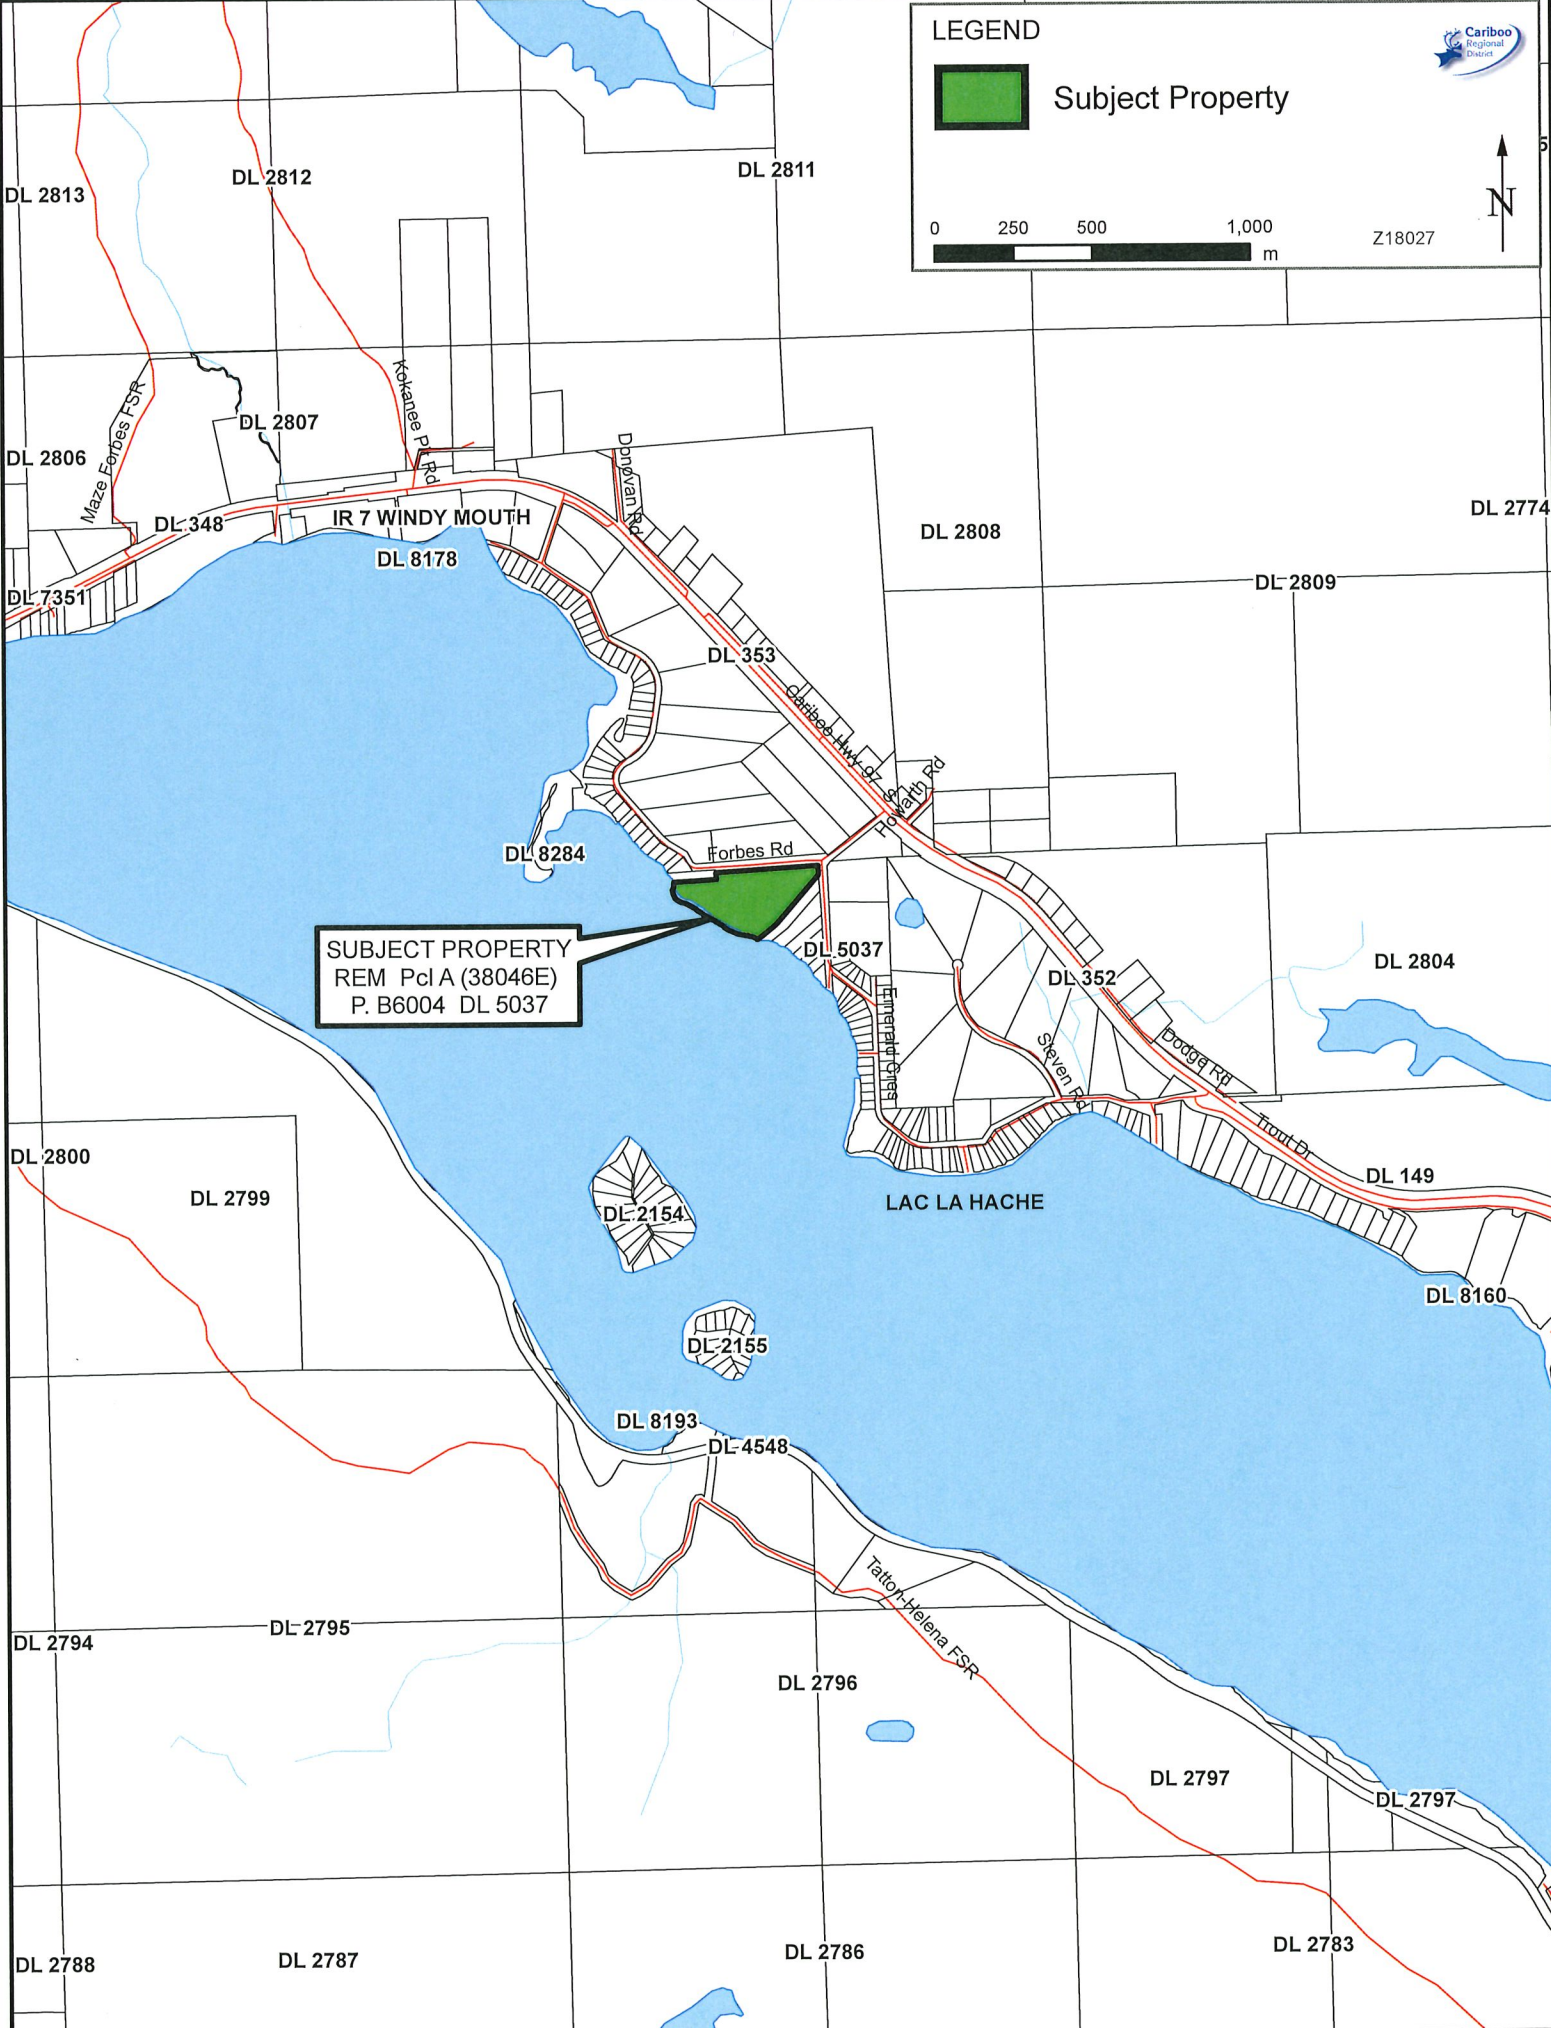 LEGEND
Cariboo
Regional
District
Subject Property
N
0 250 500 1,000
m
Z18027
5
DL 2811
DL 2812
DL 2813
Kokanee Pit Rd
Maze Forbes FSR
DL 2807
DL 2806
Donovan Rd
DL 2774
IR 7 WINDY MOUTH
DL 348
DL 2808
DL 8178
DL 2809
DL 7351
DL 353
Cariboo Hwy 97 S
Howarth Rd
Forbes Rd
DL 8284
SUBJECT PROPERTY
REM Pcl A (38046E)
P. B6004 DL 5037
DL 5037
DL 2804
DL 352
Emerald Cres
Steven Rd
Dodge Rd
Trout Dr
DL 2800
DL 149
DL 2799
LAC LA HACHE
DL 2154
DL 8160
DL 2155
DL 8193
DL 4548
Tatton-Helena FSR
DL 2795
DL 2794
DL 2796
DL 2797
DL 2797
DL 2783
DL 2786
DL 2787
DL 2788